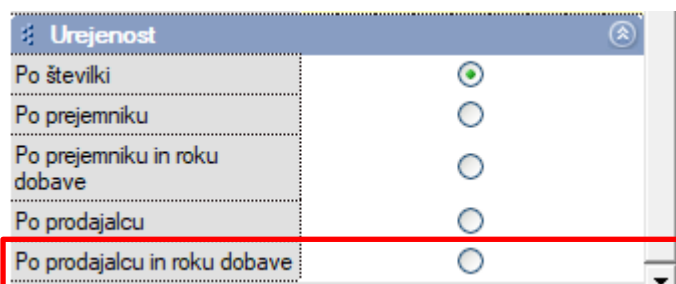 Urejenost
Po številki
Po prejemniku
Po prejemniku in roku
dobave
Po prodajalcu
Po prodajalcu in roku dobave